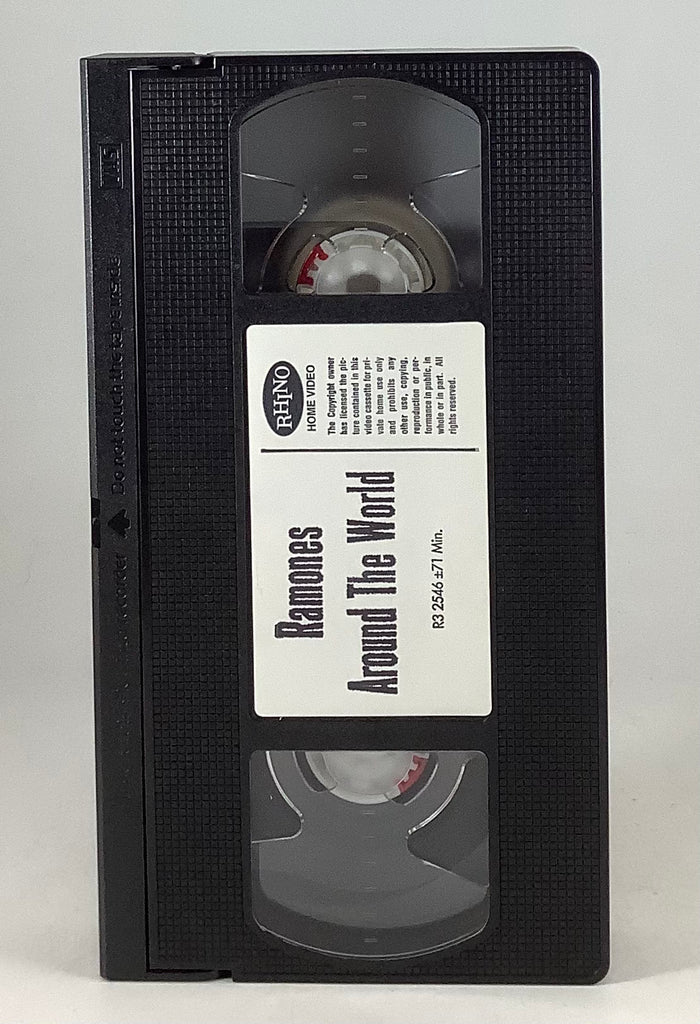 VHS
Do not touch the tape inside
RHINO
HOME VIDEO
The Copyright owner
has licensed the pic-
ture contained in this
video cassette for pri-
vate home use only
and prohibits any
other use, copying,
reproduction or per-
formance in public, in
whole or in part. All
rights reserved.
Ramones
Around The World
R3 2546 ±71 Min.